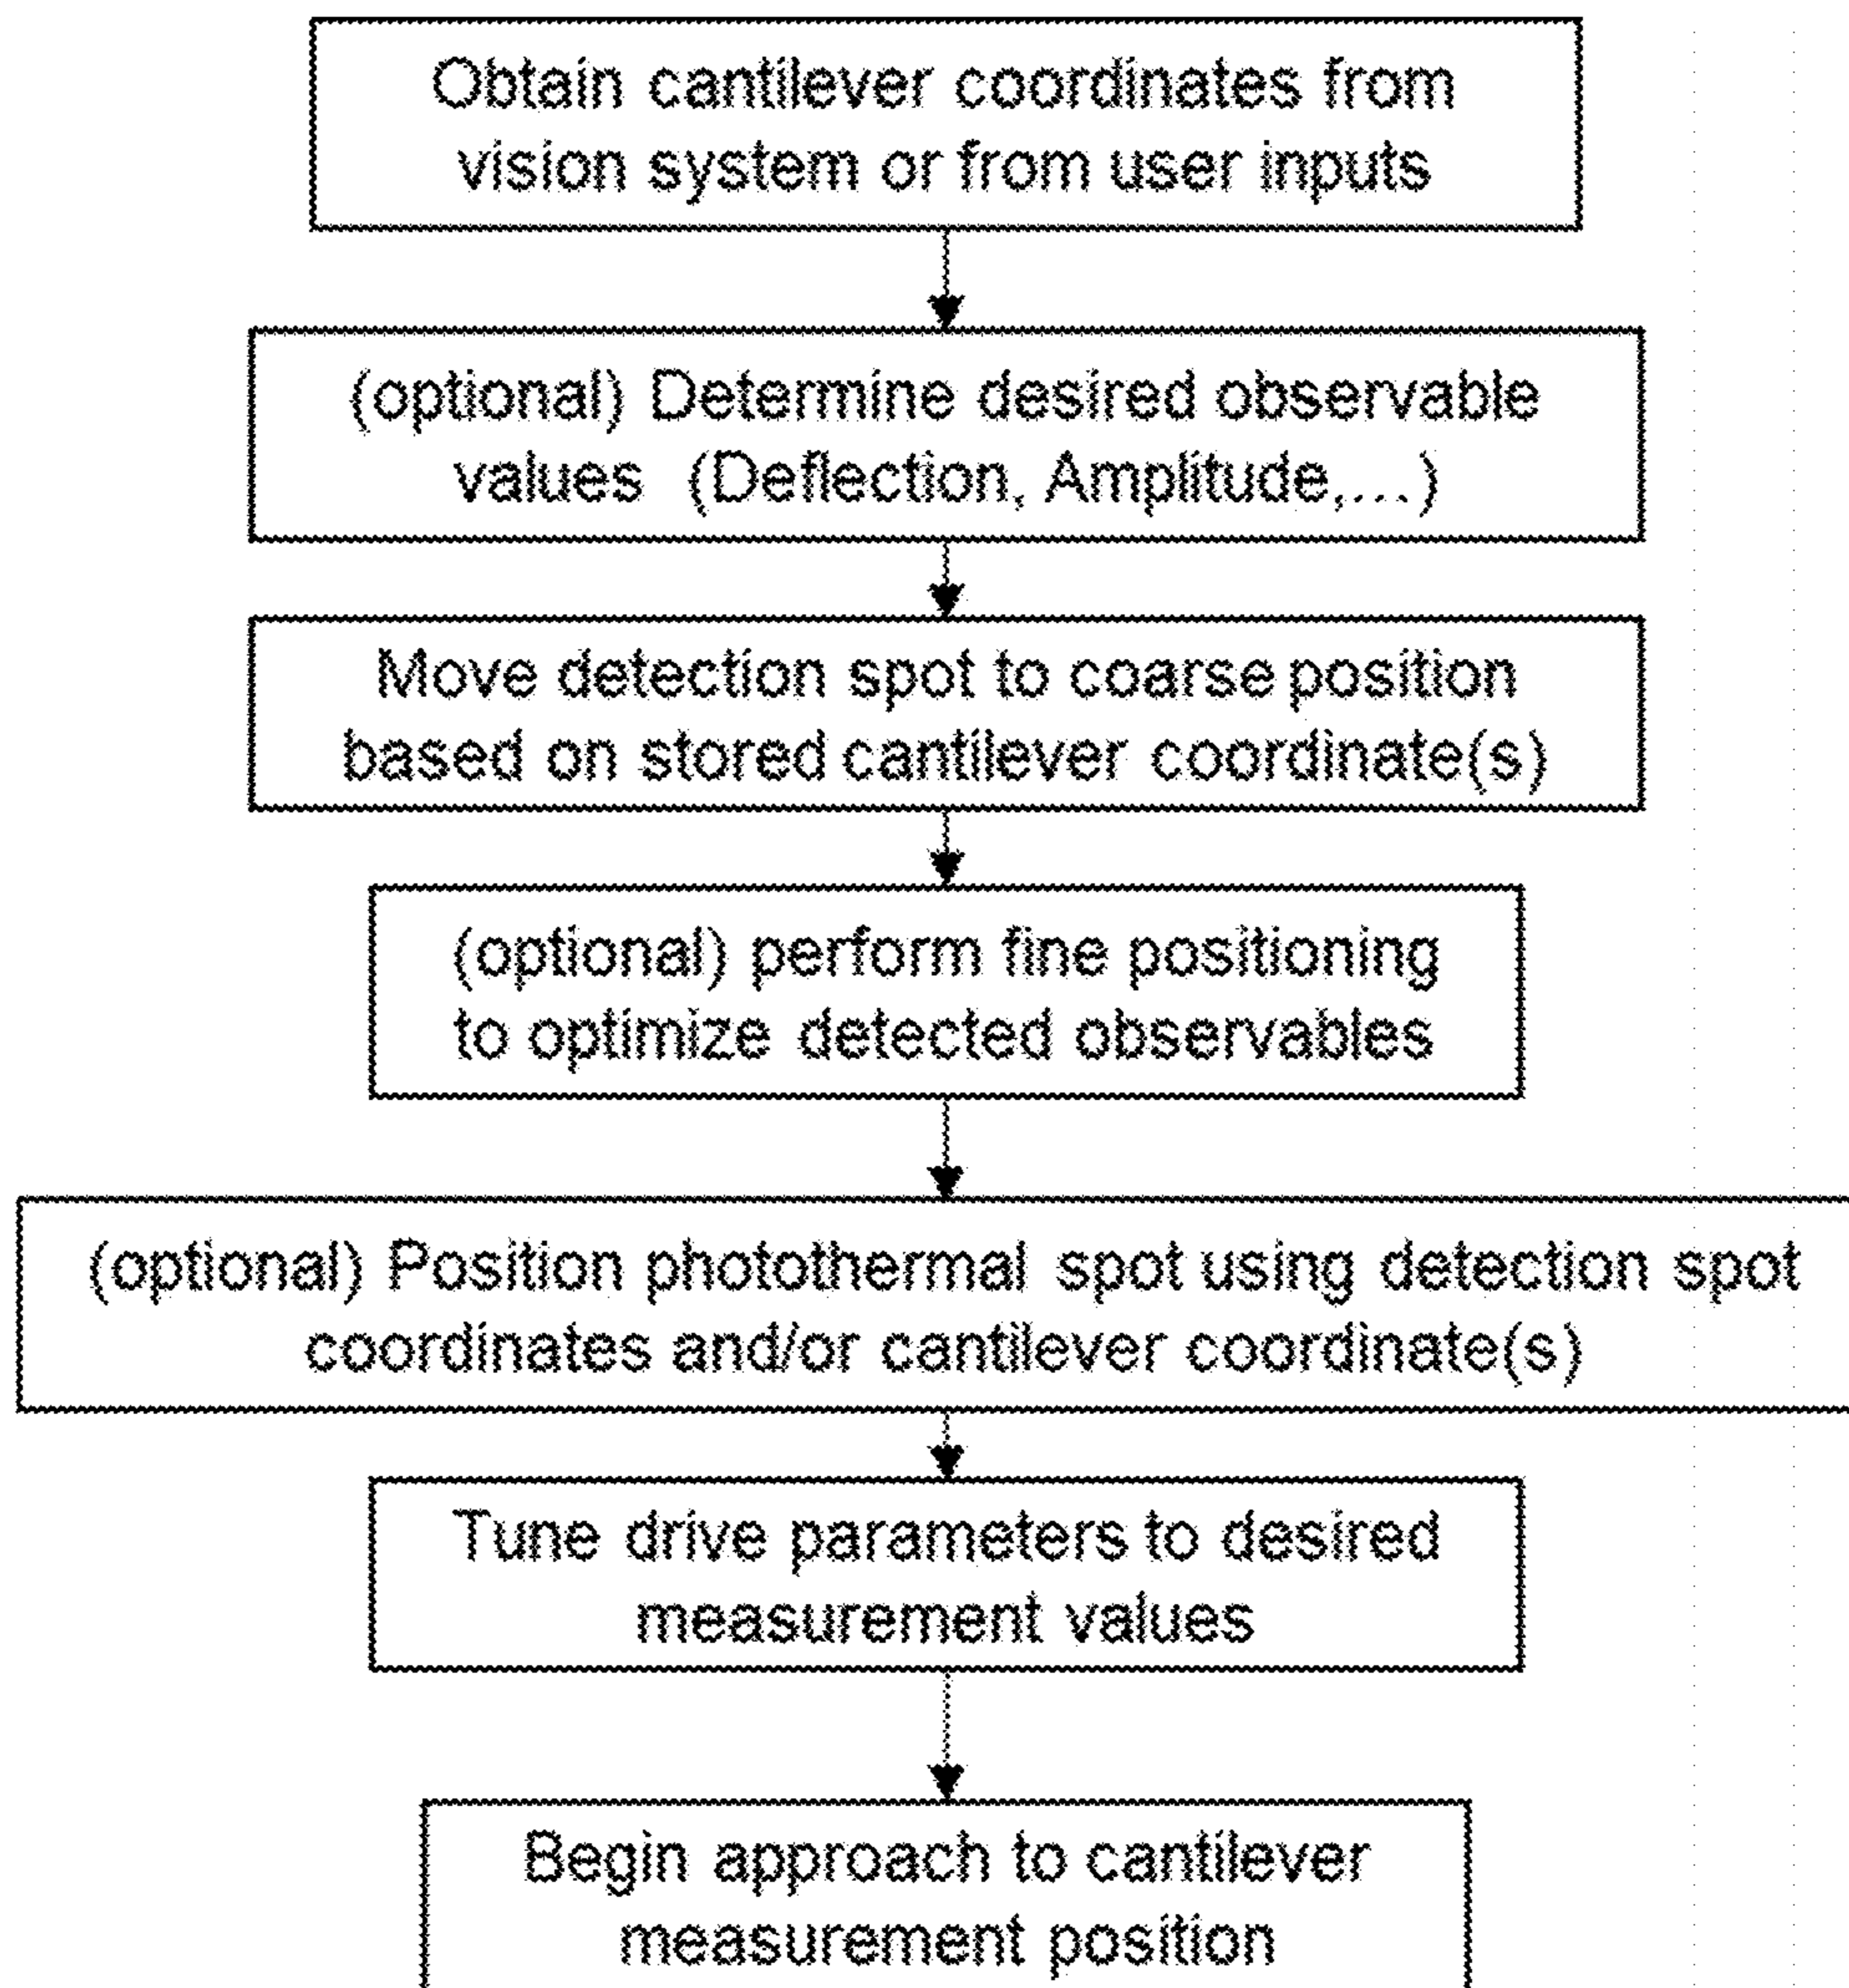 Obtain cantilever coordinates from
vision system or from user inputs
(optional) Determine desired observable
values (Deflection, Amplitude,...)
Move detection spot to coarse position
based on stored cantilever coordinate(s)
(optional) perform fine positioning
to optimize detected observables
(optional) Position photothermal spot using detection spot
coordinates and/or cantilever coordinate(s)
Tune drive parameters to desired
measurement values
Begin approach to cantilever
measurement position